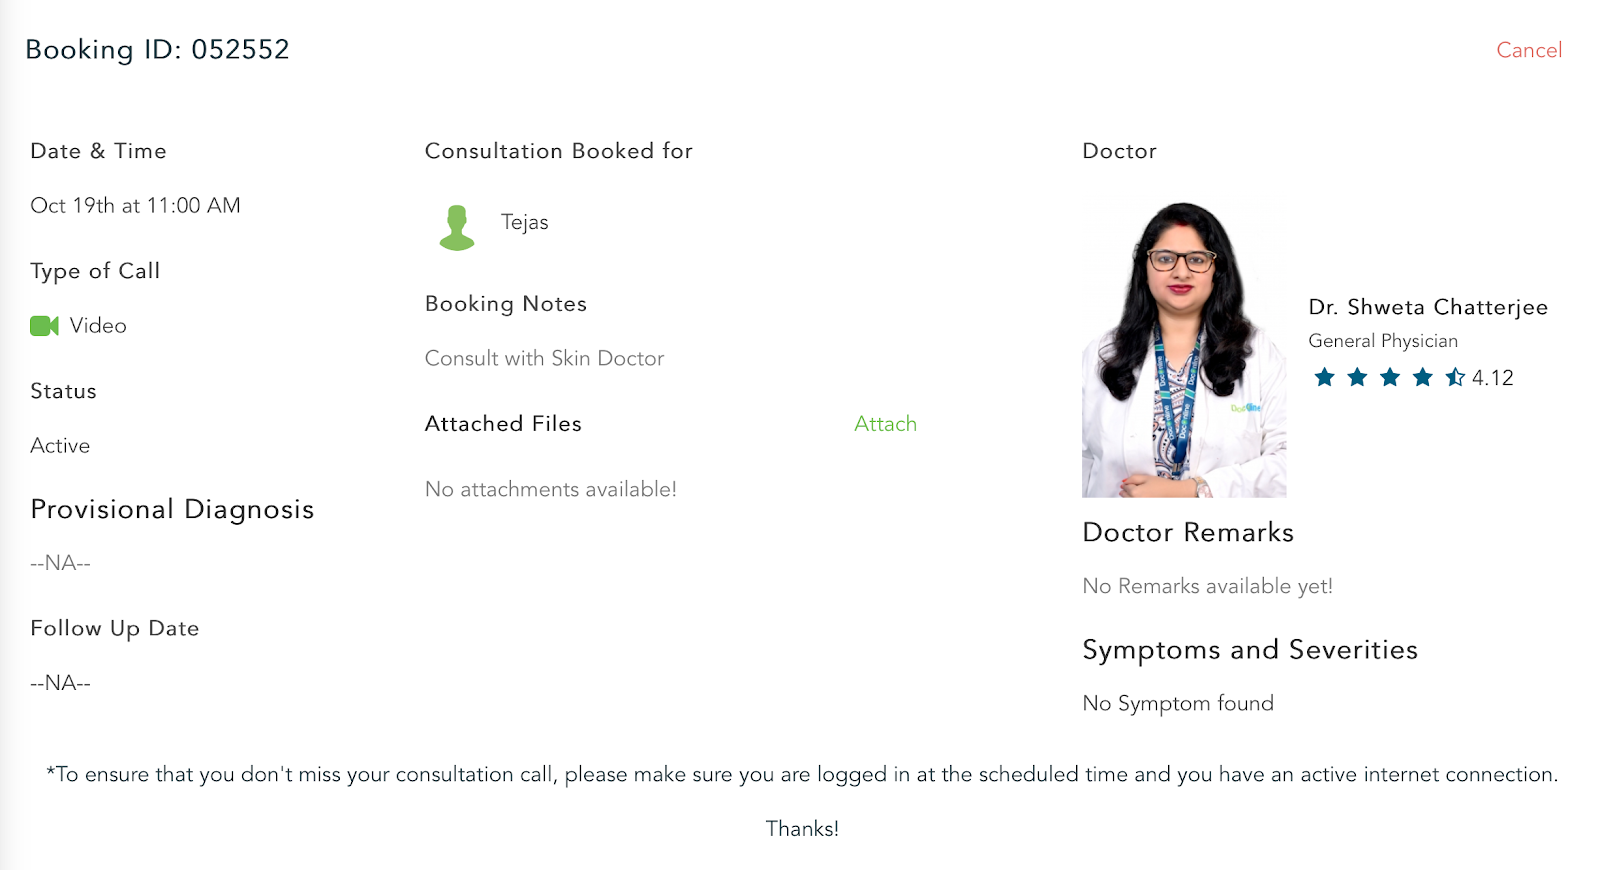 Booking ID: 052552
Cancel
Date & Time
Oct 19th at 11:00 AM
Type of Call
Video
Status
Active
Provisional Diagnosis
--NA--
Follow Up Date
--NA--
Consultation Booked for
Tejas
Booking Notes
Consult with Skin Doctor
Attached Files
Attach
No attachments available!
Doctor
Dr. Shweta Chatterjee
General Physician
4.12
Doctor Remarks
No Remarks available yet!
Symptoms and Severities
No Symptom found
*To ensure that you don't miss your consultation call, please make sure you are logged in at the scheduled time and you have an active internet connection.
Thanks!